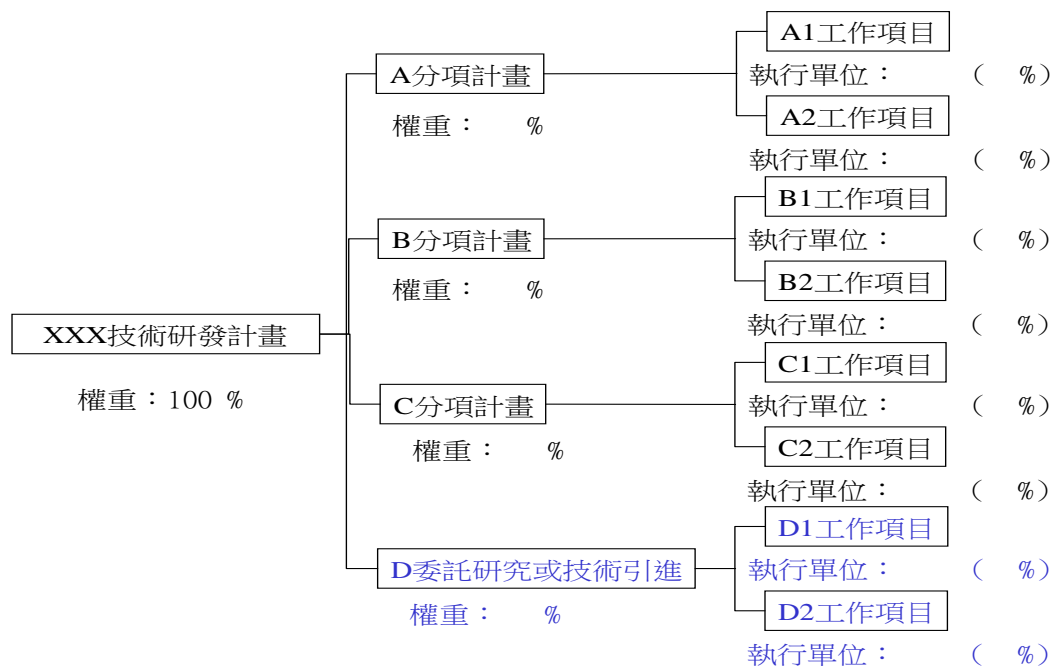 A1工作項目
A分項計畫
執行單位：　　（　%）
權重：　%
A2工作項目
執行單位：　　（　%）
B1工作項目
B分項計畫
執行單位：　　（　%）
權重：　%
B2工作項目
執行單位：　　（　%）
XXX技術研發計畫
權重：100 %
C1工作項目
C分項計畫
執行單位：　　（　%）
權重：　%
C2工作項目
執行單位：　　（　%）
D1工作項目
D委託研究或技術引進
執行單位：　　（　%）
權重：　%
D2工作項目
執行單位：　　（　%）